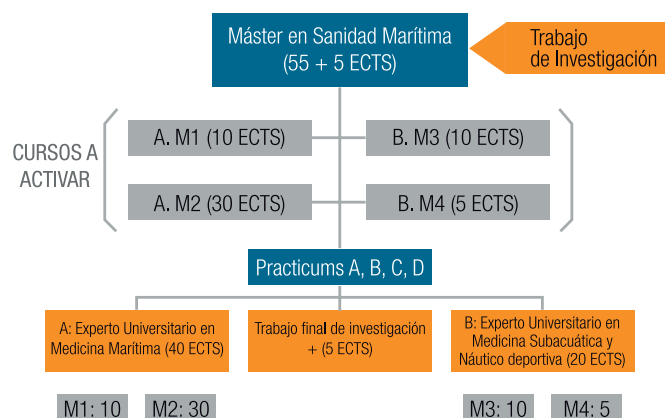 Máster en Sanidad Marítima
(55 + 5 ECTS)
Trabajo
de Investigación
CURSOS A
ACTIVAR
A. M1 (10 ECTS)
B. M3 (10 ECTS)
A. M2 (30 ECTS)
B. M4 (5 ECTS)
Practicums A, B, C, D
A: Experto Universitario en
Medicina Marítima (40 ECTS)
Trabajo final de investigación
+ (5 ECTS)
B: Experto Universitario en
Medicina Subacuática y
Náutico deportiva (20 ECTS)
M1: 10
M2: 30
M3: 10
M4: 5